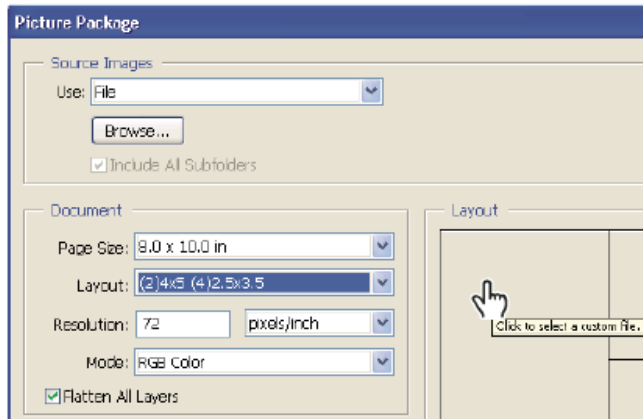 Picture Package
Source Images
Use: File
Browse...
Include All Subfolders
Document
Layout
Page Size: 8.0 x 10.0 in
Layout: (2)4x5 (4)2.5x3.5
Click to select a custom file.
Resolution: 72 pixels/inch
Mode: RGB Color
Flatten All Layers